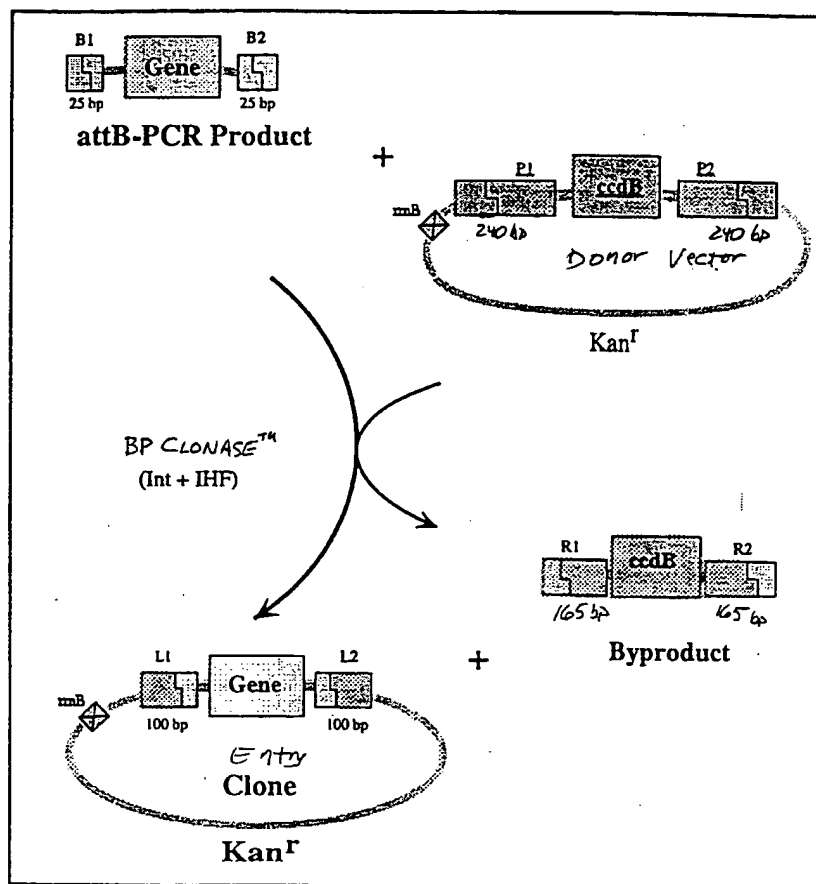 B1 B2
Gene
25 bp 25 bp
attB-PCR Product
+
P1 P2
ccdB
rrnB
240 bp 240 bp
Donor Vector
Kanr
BP CLONASE™
(Int + IHF)
R1 R2
ccdB
165 bp 165 bp
Byproduct
+
L1 L2
Gene
rrnB
100 bp 100 bp
Entry
Clone
Kanr